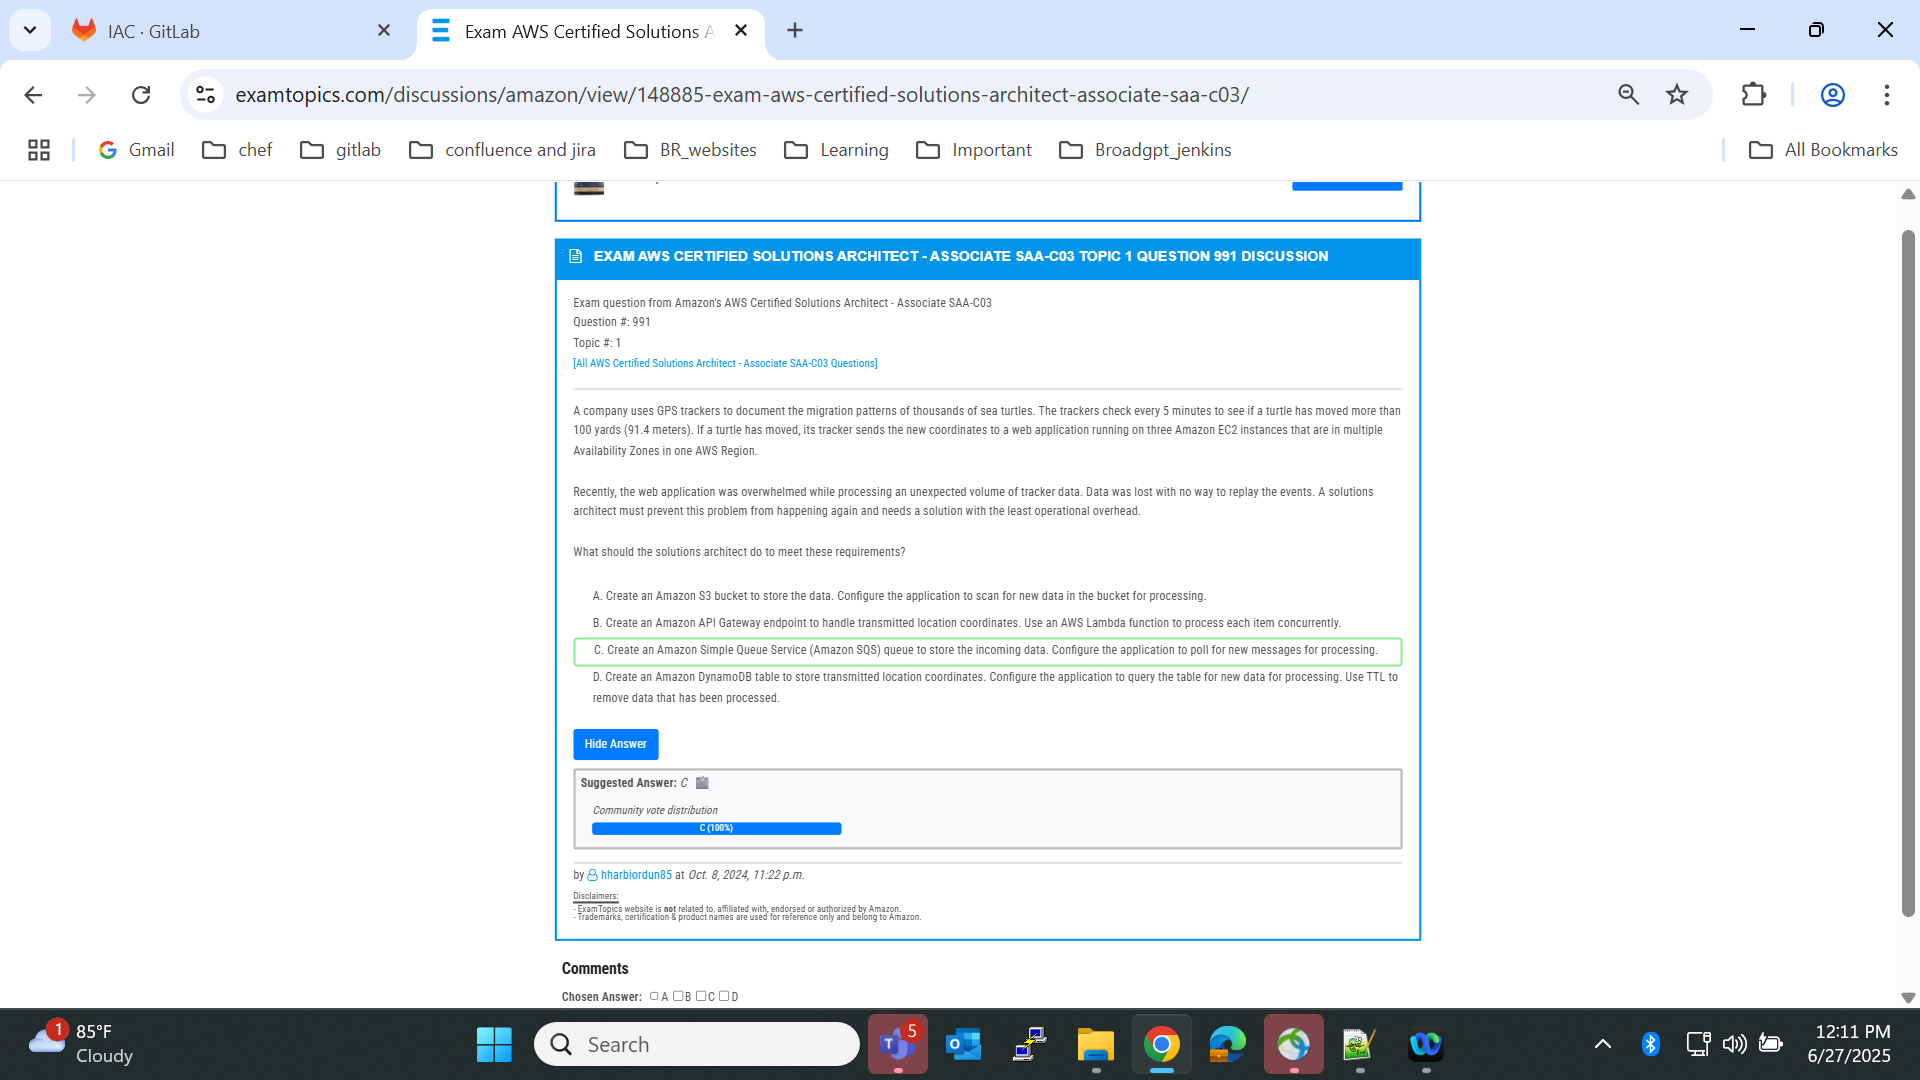 IAC · GitLab
Exam AWS Certified Solutions A
examtopics.com/discussions/amazon/view/148885-exam-aws-certified-solutions-architect-associate-saa-c03/
Gmail
chef
gitlab
confluence and jira
BR_websites
Learning
Important
Broadgpt_jenkins
All Bookmarks
EXAM AWS CERTIFIED SOLUTIONS ARCHITECT - ASSOCIATE SAA-C03 TOPIC 1 QUESTION 991 DISCUSSION
Exam question from Amazon's AWS Certified Solutions Architect - Associate SAA-C03
Question #: 991
Topic #: 1
[All AWS Certified Solutions Architect - Associate SAA-C03 Questions]
A company uses GPS trackers to document the migration patterns of thousands of sea turtles. The trackers check every 5 minutes to see if a turtle has moved more than
100 yards (91.4 meters). If a turtle has moved, its tracker sends the new coordinates to a web application running on three Amazon EC2 instances that are in multiple
Availability Zones in one AWS Region.
Recently, the web application was overwhelmed while processing an unexpected volume of tracker data. Data was lost with no way to replay the events. A solutions
architect must prevent this problem from happening again and needs a solution with the least operational overhead.
What should the solutions architect do to meet these requirements?
A. Create an Amazon S3 bucket to store the data. Configure the application to scan for new data in the bucket for processing.
B. Create an Amazon API Gateway endpoint to handle transmitted location coordinates. Use an AWS Lambda function to process each item concurrently.
C. Create an Amazon Simple Queue Service (Amazon SQS) queue to store the incoming data. Configure the application to poll for new messages for processing.
D. Create an Amazon DynamoDB table to store transmitted location coordinates. Configure the application to query the table for new data for processing. Use TTL to
remove data that has been processed.
Hide Answer
Suggested Answer: C
Community vote distribution
C (100%)
by hharbiordun85 at Oct. 8, 2024, 11:22 p.m.
Disclaimers:
- ExamTopics website is not related to, affiliated with, endorsed or authorized by Amazon.
- Trademarks, certification & product names are used for reference only and belong to Amazon.
Comments
Chosen Answer: A B C D
1
85°F
Cloudy
Search
5
12:11 PM
6/27/2025